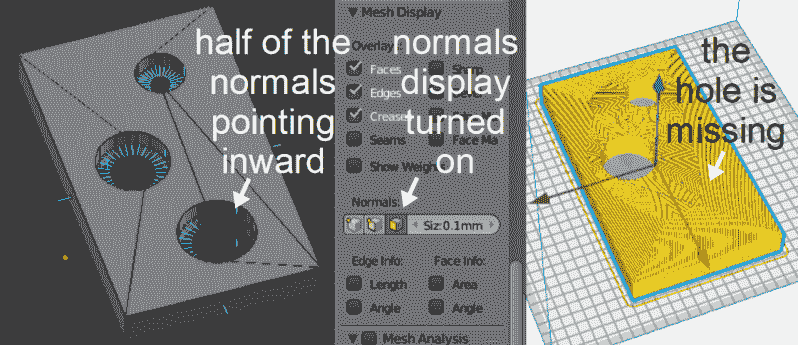 half of the
normals
pointing
inward
normals
display
turned
on
the
hole is
missing
Mesh Display
Overlay
Faces
Edges
Crease
Seams
Face Ma
Show Weigh
Normals:
Siz:0.1mm
Edge Info:
Face Info:
Length
Area
Angle
Angle
Mesh Analysis